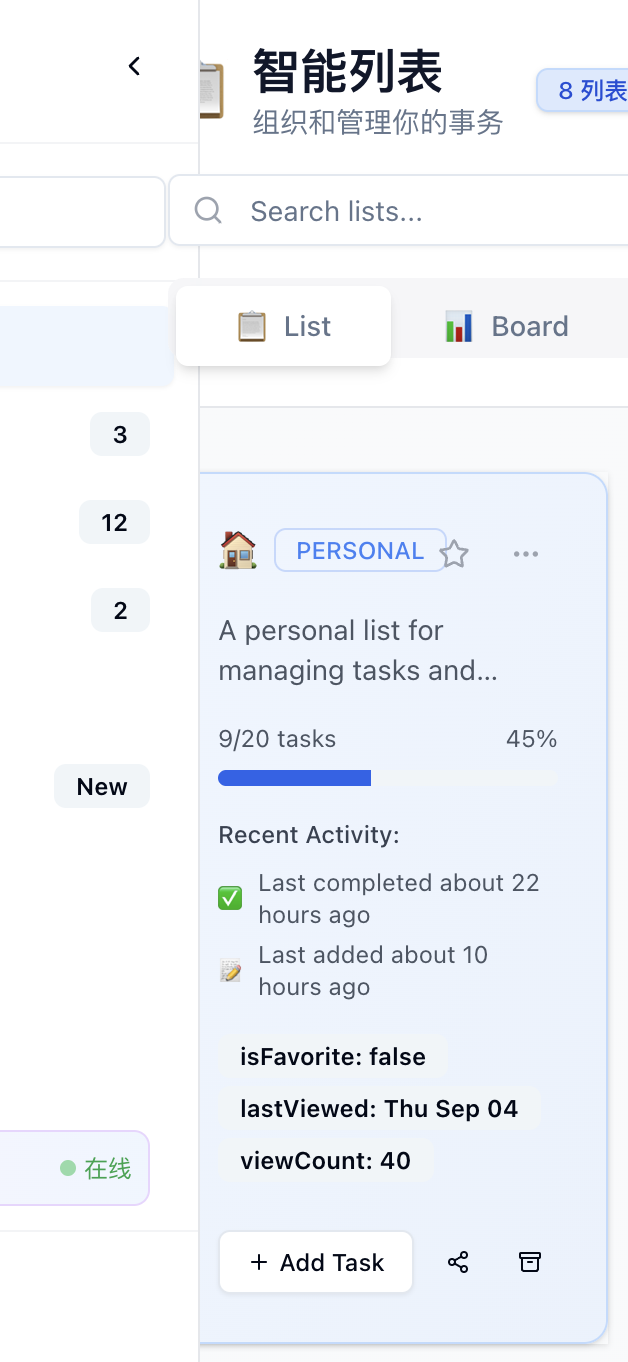 智能列表
组织和管理你的事务
8 列表
Search lists...
List
Board
3
12
2
New
在线
PERSONAL
A personal list for
managing tasks and...
9/20 tasks
45%
Recent Activity:
Last completed about 22
hours ago
Last added about 10
hours ago
isFavorite: false
lastViewed: Thu Sep 04
viewCount: 40
+ Add Task